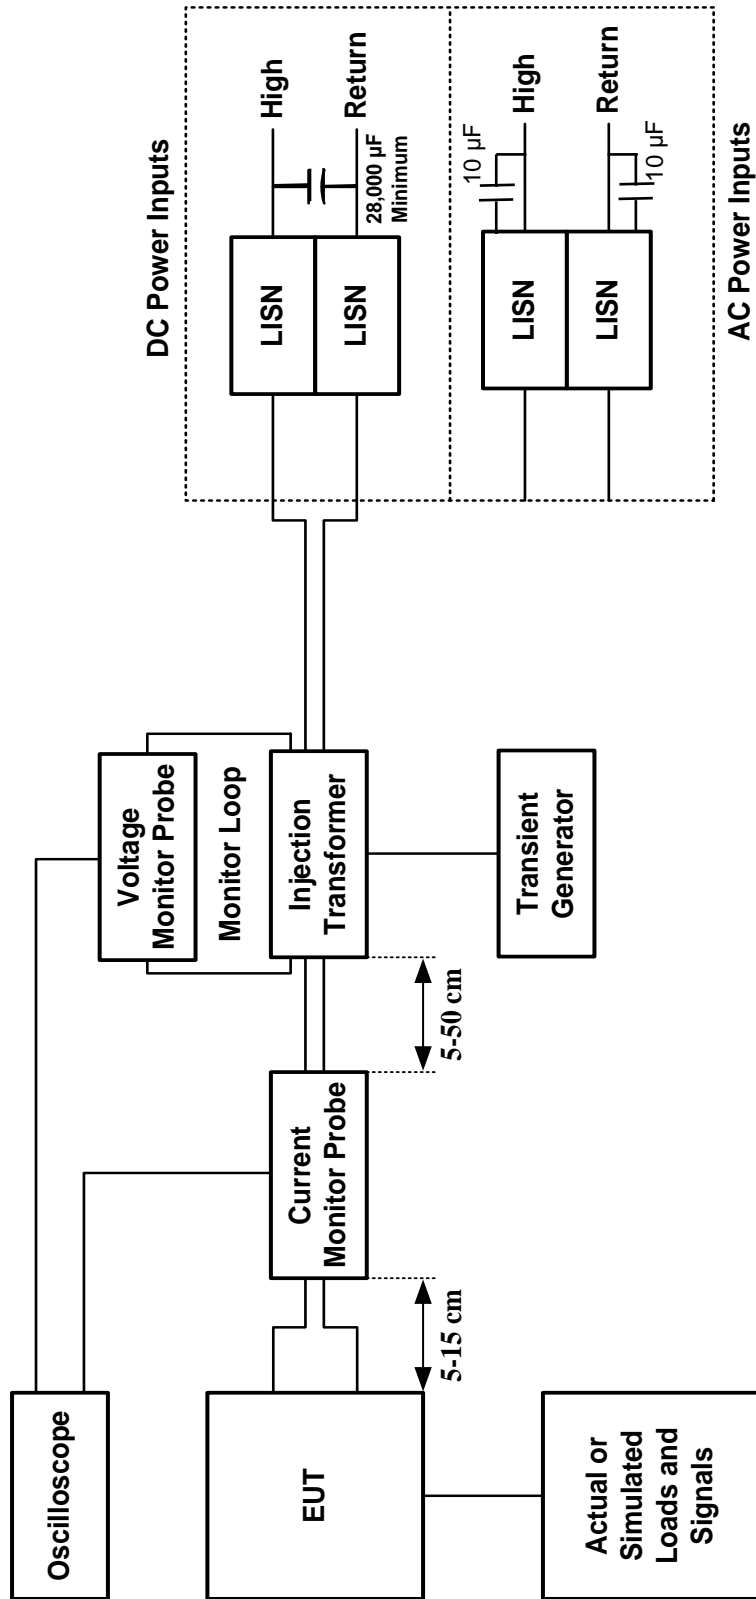 Oscilloscope
EUT
Actual or
Simulated
Loads and
Signals
5-15 cm
Current
Monitor Probe
5-50 cm
Voltage
Monitor Probe
Monitor Loop
Injection
Transformer
Transient
Generator
DC Power Inputs
LISN
LISN
High
Return
28,000 µF
Minimum
LISN
LISN
10 µF
High
Return
10 µF
AC Power Inputs